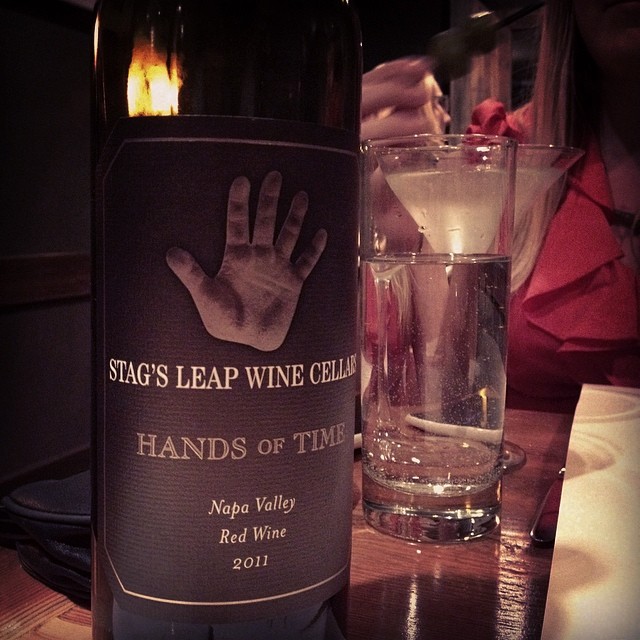 STAG'S LEAP WINE CELLARS
HANDS OF TIME
Napa Valley
Red Wine
2011